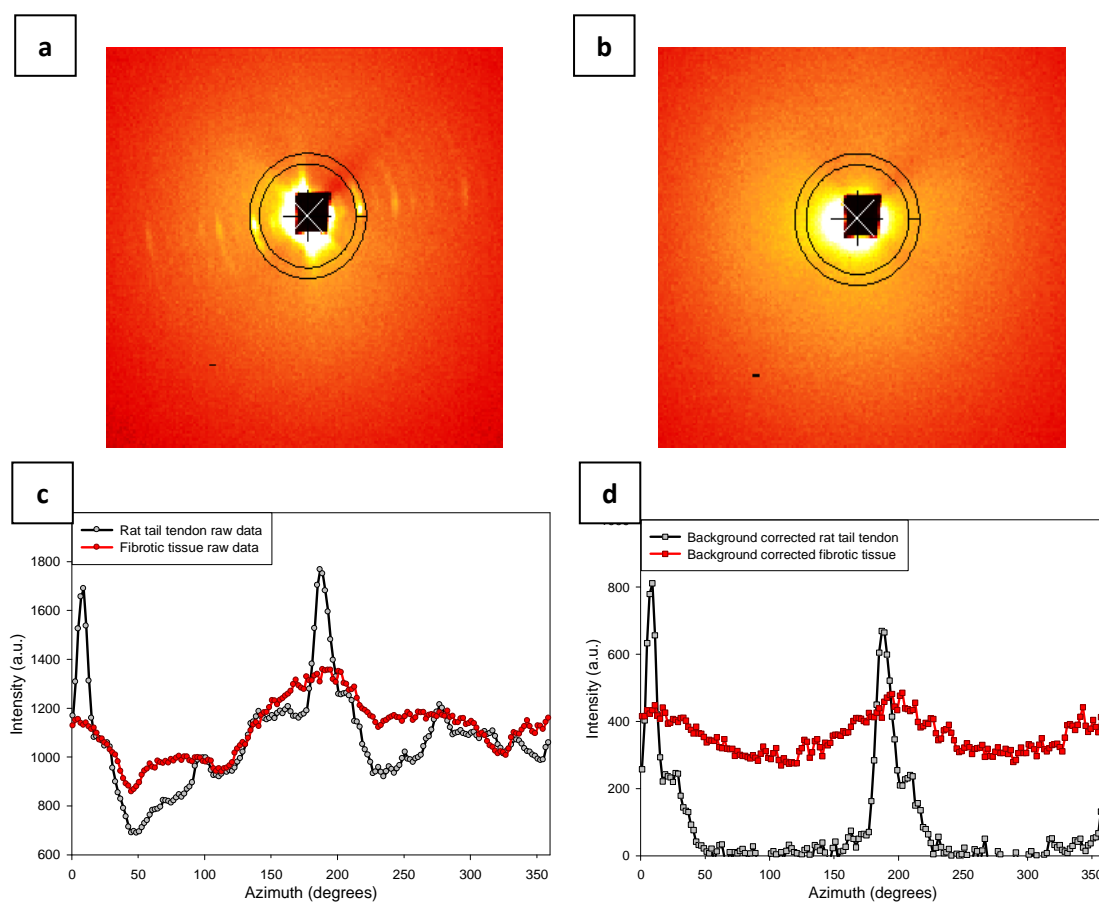 a
b
c
Rat tail tendon raw data
Fibrotic tissue raw data
1800
1600
1400
1200
1000
800
600
Intensity (a.u.)
0 50 100 150 200 250 300 350
Azimuth (degrees)
d
Background corrected rat tail tendon
Background corrected fibrotic tissue
800
600
400
200
0
Intensity (a.u.)
0 50 100 150 200 250 300 350
Azimuth (degrees)